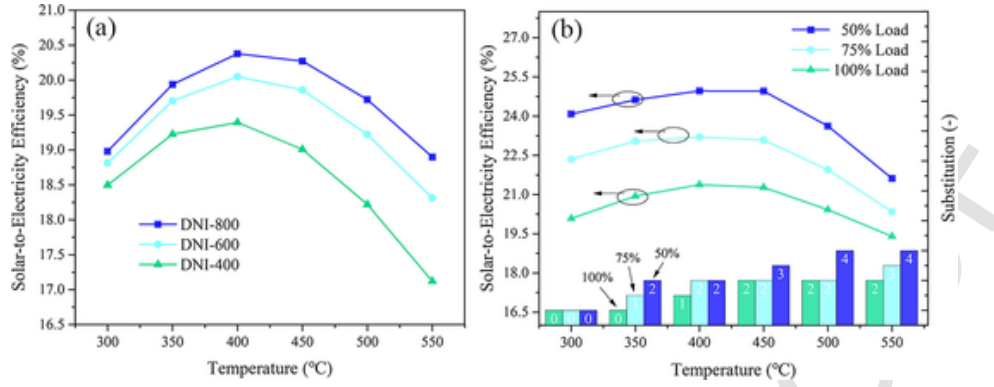 (a)
Solar-to-Electricity Efficiency (%)
21.0
20.5
20.0
19.5
19.0
18.5
18.0
17.5
17.0
16.5
DNI-800
DNI-600
DNI-400
300 350 400 450 500 550
Temperature (℃)
(b)
Solar-to-Electricity Efficiency (%)
27.0
25.5
24.0
22.5
21.0
19.5
18.0
16.5
50% Load
75% Load
100% Load
Substitution (-)
100%
75%
50%
0 0
0 1 2
1 2 2
2 2 3
2 2 4
2 3 4
300 350 400 450 500 550
Temperature (℃)